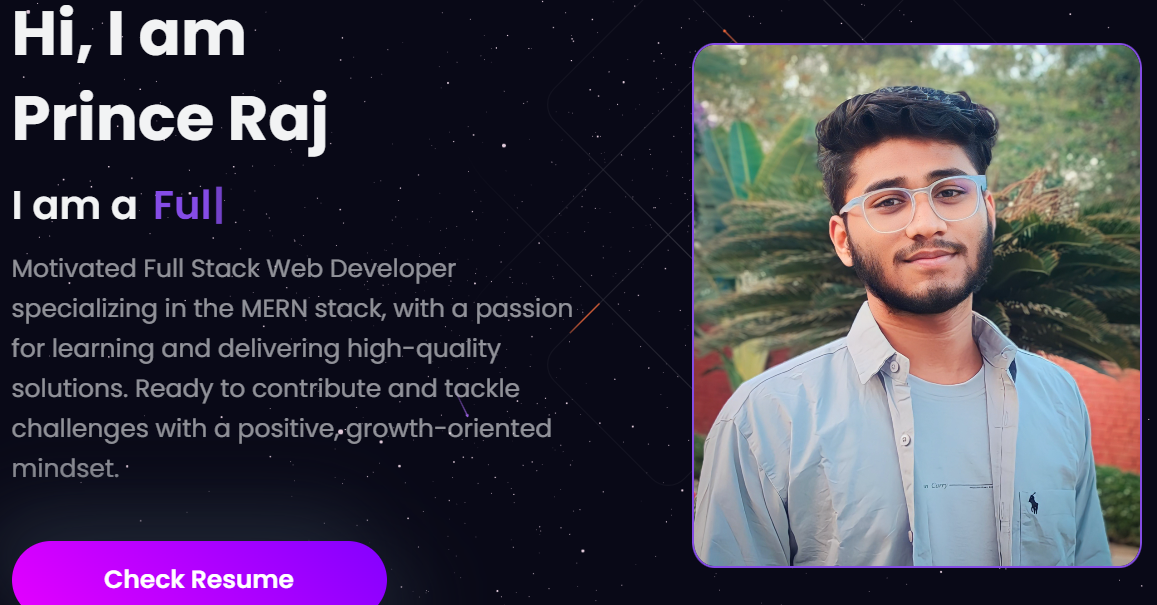 Hi, I am
Prince Raj
I am a Ful|
Motivated Full Stack Web Developer
specializing in the MERN stack, with a passion
for learning and delivering high-quality
solutions. Ready to contribute and tackle
challenges with a positive, growth-oriented
mindset.
Check Resume